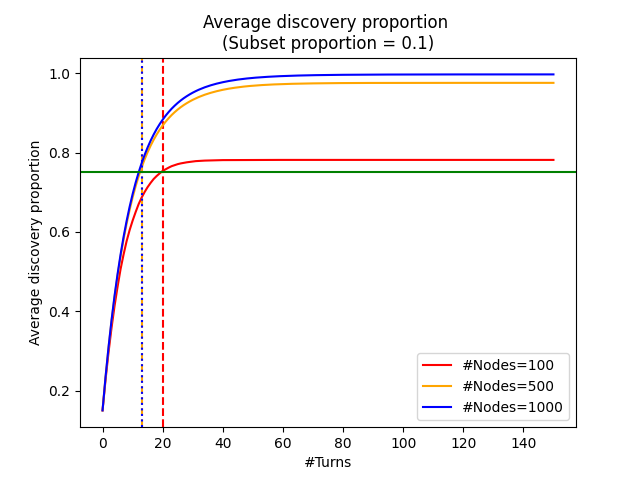 Average discovery proportion
(Subset proportion = 0.1)
Average discovery proportion
1.0
0.8
0.6
0.4
0.2
0 20 40 60 80 100 120 140
#Turns
#Nodes=100
#Nodes=500
#Nodes=1000